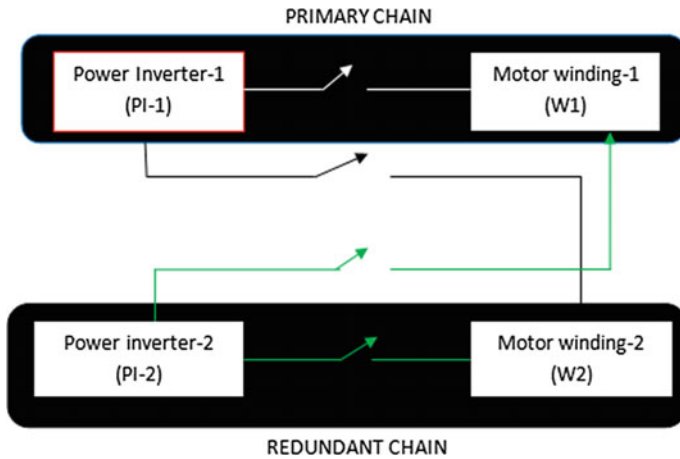 PRIMARY CHAIN
Power Inverter-1
(PI-1)
Motor winding-1
(W1)
Power inverter-2
(PI-2)
Motor winding-2
(W2)
REDUNDANT CHAIN